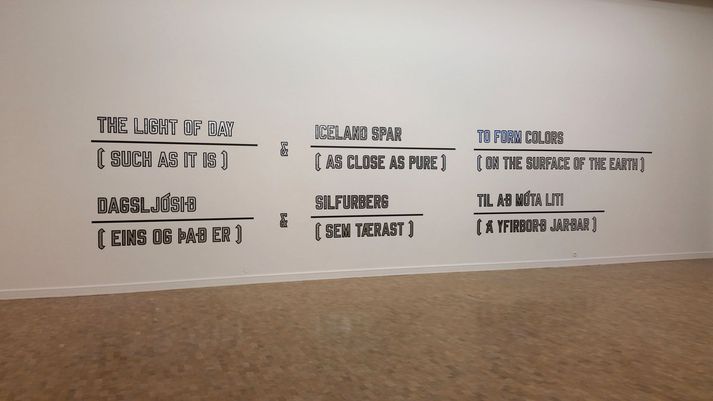 THE LIGHT OF DAY
( SUCH AS IT IS )
&
ICELAND SPAR
( AS CLOSE AS PURE )
TO FORM COLORS
( ON THE SURFACE OF THE EARTH )
DAGSLJÓSIÐ
( EINS OG ÞAÐ ER )
&
SILFURBERG
( SEM TÆRAST )
TIL AÐ MÓTA LITI
( Á YFIRBORÐ JARÐAR )